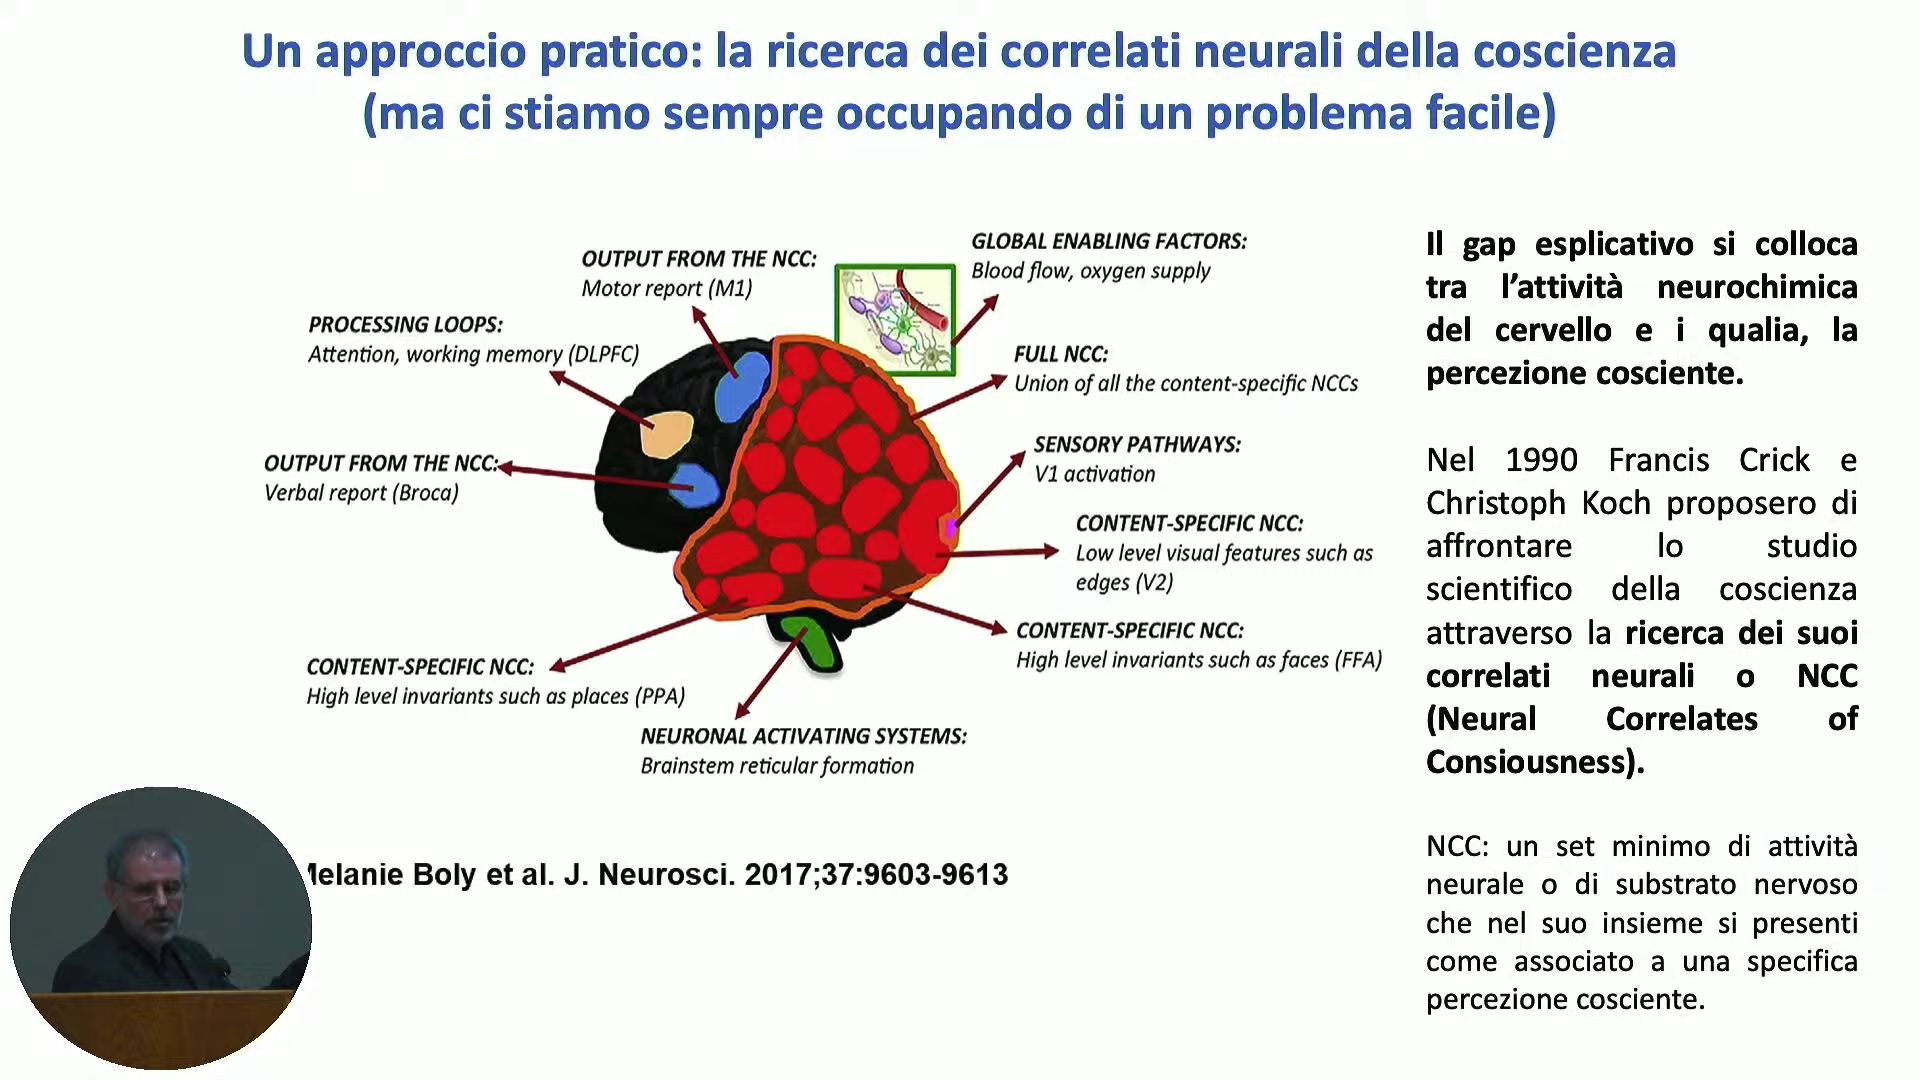 Un approccio pratico: la ricerca dei correlati neurali della coscienza
(ma ci stiamo sempre occupando di un problema facile)
OUTPUT FROM THE NCC:
Motor report (M1)
GLOBAL ENABLING FACTORS:
Blood flow, oxygen supply
PROCESSING LOOPS:
Attention, working memory (DLPFC)
FULL NCC:
Union of all the content-specific NCCs
OUTPUT FROM THE NCC:
Verbal report (Broca)
SENSORY PATHWAYS:
V1 activation
CONTENT-SPECIFIC NCC:
Low level visual features such as
edges (V2)
CONTENT-SPECIFIC NCC:
High level invariants such as faces (FFA)
CONTENT-SPECIFIC NCC:
High level invariants such as places (PPA)
NEURONAL ACTIVATING SYSTEMS:
Brainstem reticular formation
Melanie Boly et al. J. Neurosci. 2017;37:9603-9613
Il gap esplicativo si colloca
tra l’attività neurochimica
del cervello e i qualia, la
percezione cosciente.
Nel 1990 Francis Crick e
Christoph Koch proposero di
affrontare lo studio
scientifico della coscienza
attraverso la ricerca dei suoi
correlati neurali o NCC
(Neural Correlates of
Consiousness).
NCC: un set minimo di attività
neurale o di substrato nervoso
che nel suo insieme si presenti
come associato a una specifica
percezione cosciente.